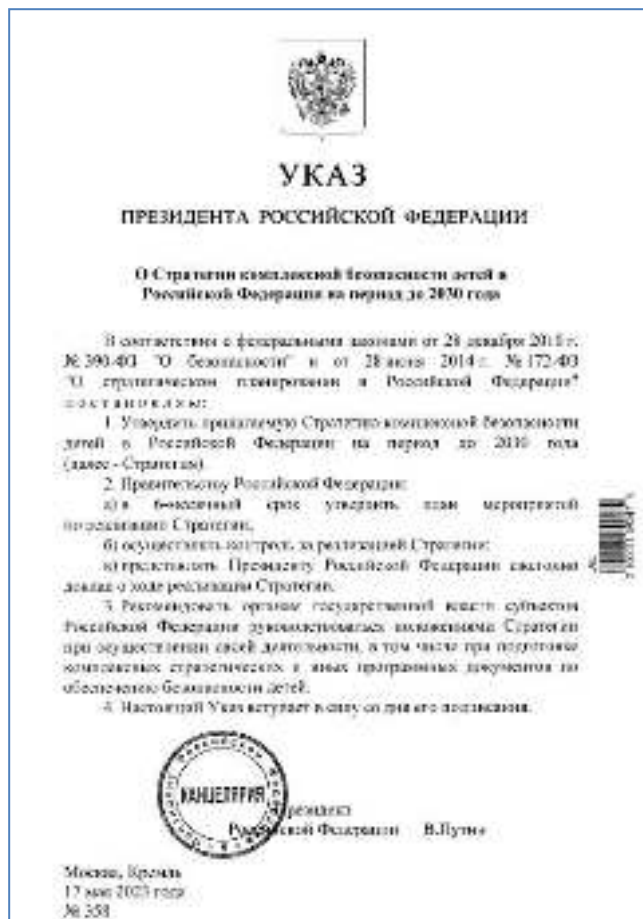 УКАЗ
ПРЕЗИДЕНТА РОССИЙСКОЙ ФЕДЕРАЦИИ
О Стратегии комплексной безопасности детей в
Российской Федерации на период до 2030 года
В соответствии с федеральными законами от 28 декабря 2010 г.
№ 390-ФЗ "О безопасности" и от 28 июня 2014 г. № 172-ФЗ
"О стратегическом планировании в Российской Федерации"
постановляю:
1. Утвердить прилагаемую Стратегию комплексной безопасности
детей в Российской Федерации на период до 2030 года
(далее - Стратегия).
2. Правительству Российской Федерации:
а) в 6-месячный срок утвердить план мероприятий
по реализации Стратегии;
б) осуществлять контроль за реализацией Стратегии;
в) представлять Президенту Российской Федерации ежегодно
доклад о ходе реализации Стратегии.
3. Рекомендовать органам государственной власти субъектов
Российской Федерации руководствоваться положениями Стратегии
при осуществлении своей деятельности, в том числе при подготовке
комплексных стратегических и иных программных документов по
обеспечению безопасности детей.
4. Настоящий Указ вступает в силу со дня его подписания.
КАНЦЕЛЯРИЯ
Президент
Российской Федерации В.Путин
Москва, Кремль
17 мая 2023 года
№ 358